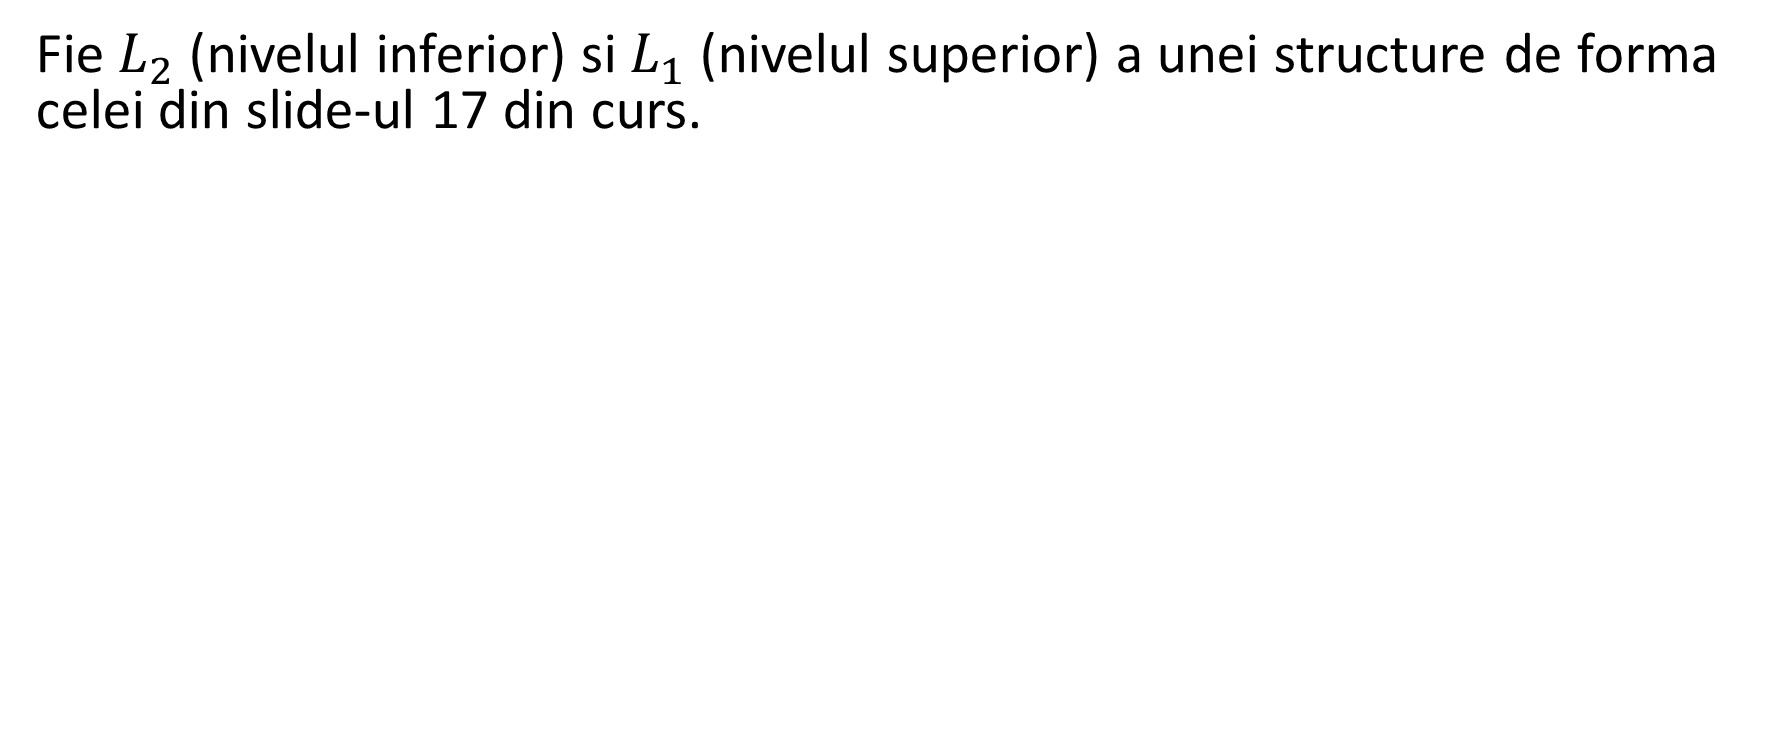 Fie L₂ (nivelul inferior) si L₁ (nivelul superior) a unei structure de forma
celei din slide-ul 17 din curs.